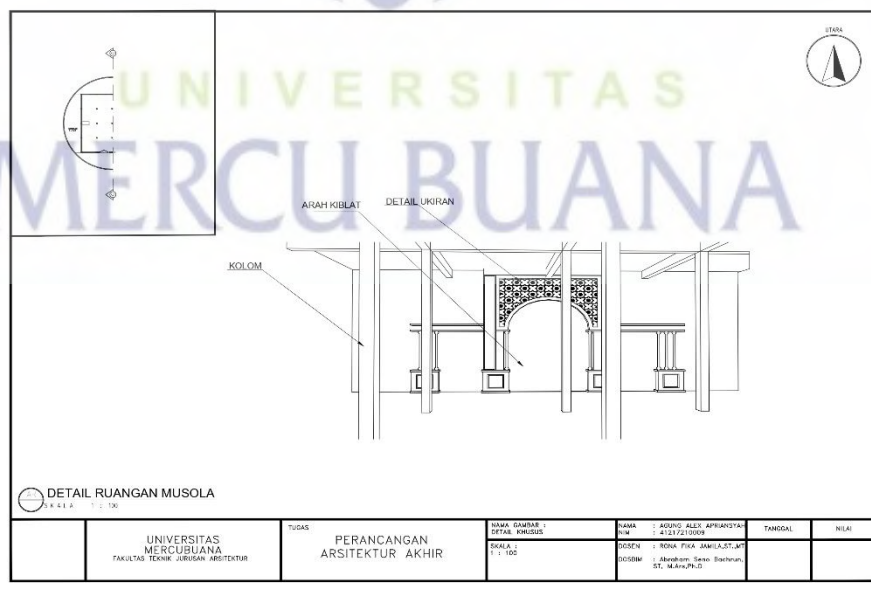 UTARA
UNIVERSITAS
MERCU BUANA
ARAH KIBLAT
DETAIL UKIRAN
KOLOM
DETAIL RUANGAN MUSOLA
SKALA 1 : 100
UNIVERSITAS
MERCUBUANA
FAKULTAS TEKNIK JURUSAN ARSITEKTUR
TUGAS
PERANCANGAN
ARSITEKTUR AKHIR
NAMA GAMBAR :
DETAIL KHUSUS
SKALA :
1 : 100
NAMA : AGUNG ALEX APRIANSYAH
NIM : 41217210009
DOSEN : RONA FIKA JAMILA,ST.,MT
DOSBIM : Abraham Seno Bachrun,
ST, M.Ars,Ph.D
TANGGAL
NILAI